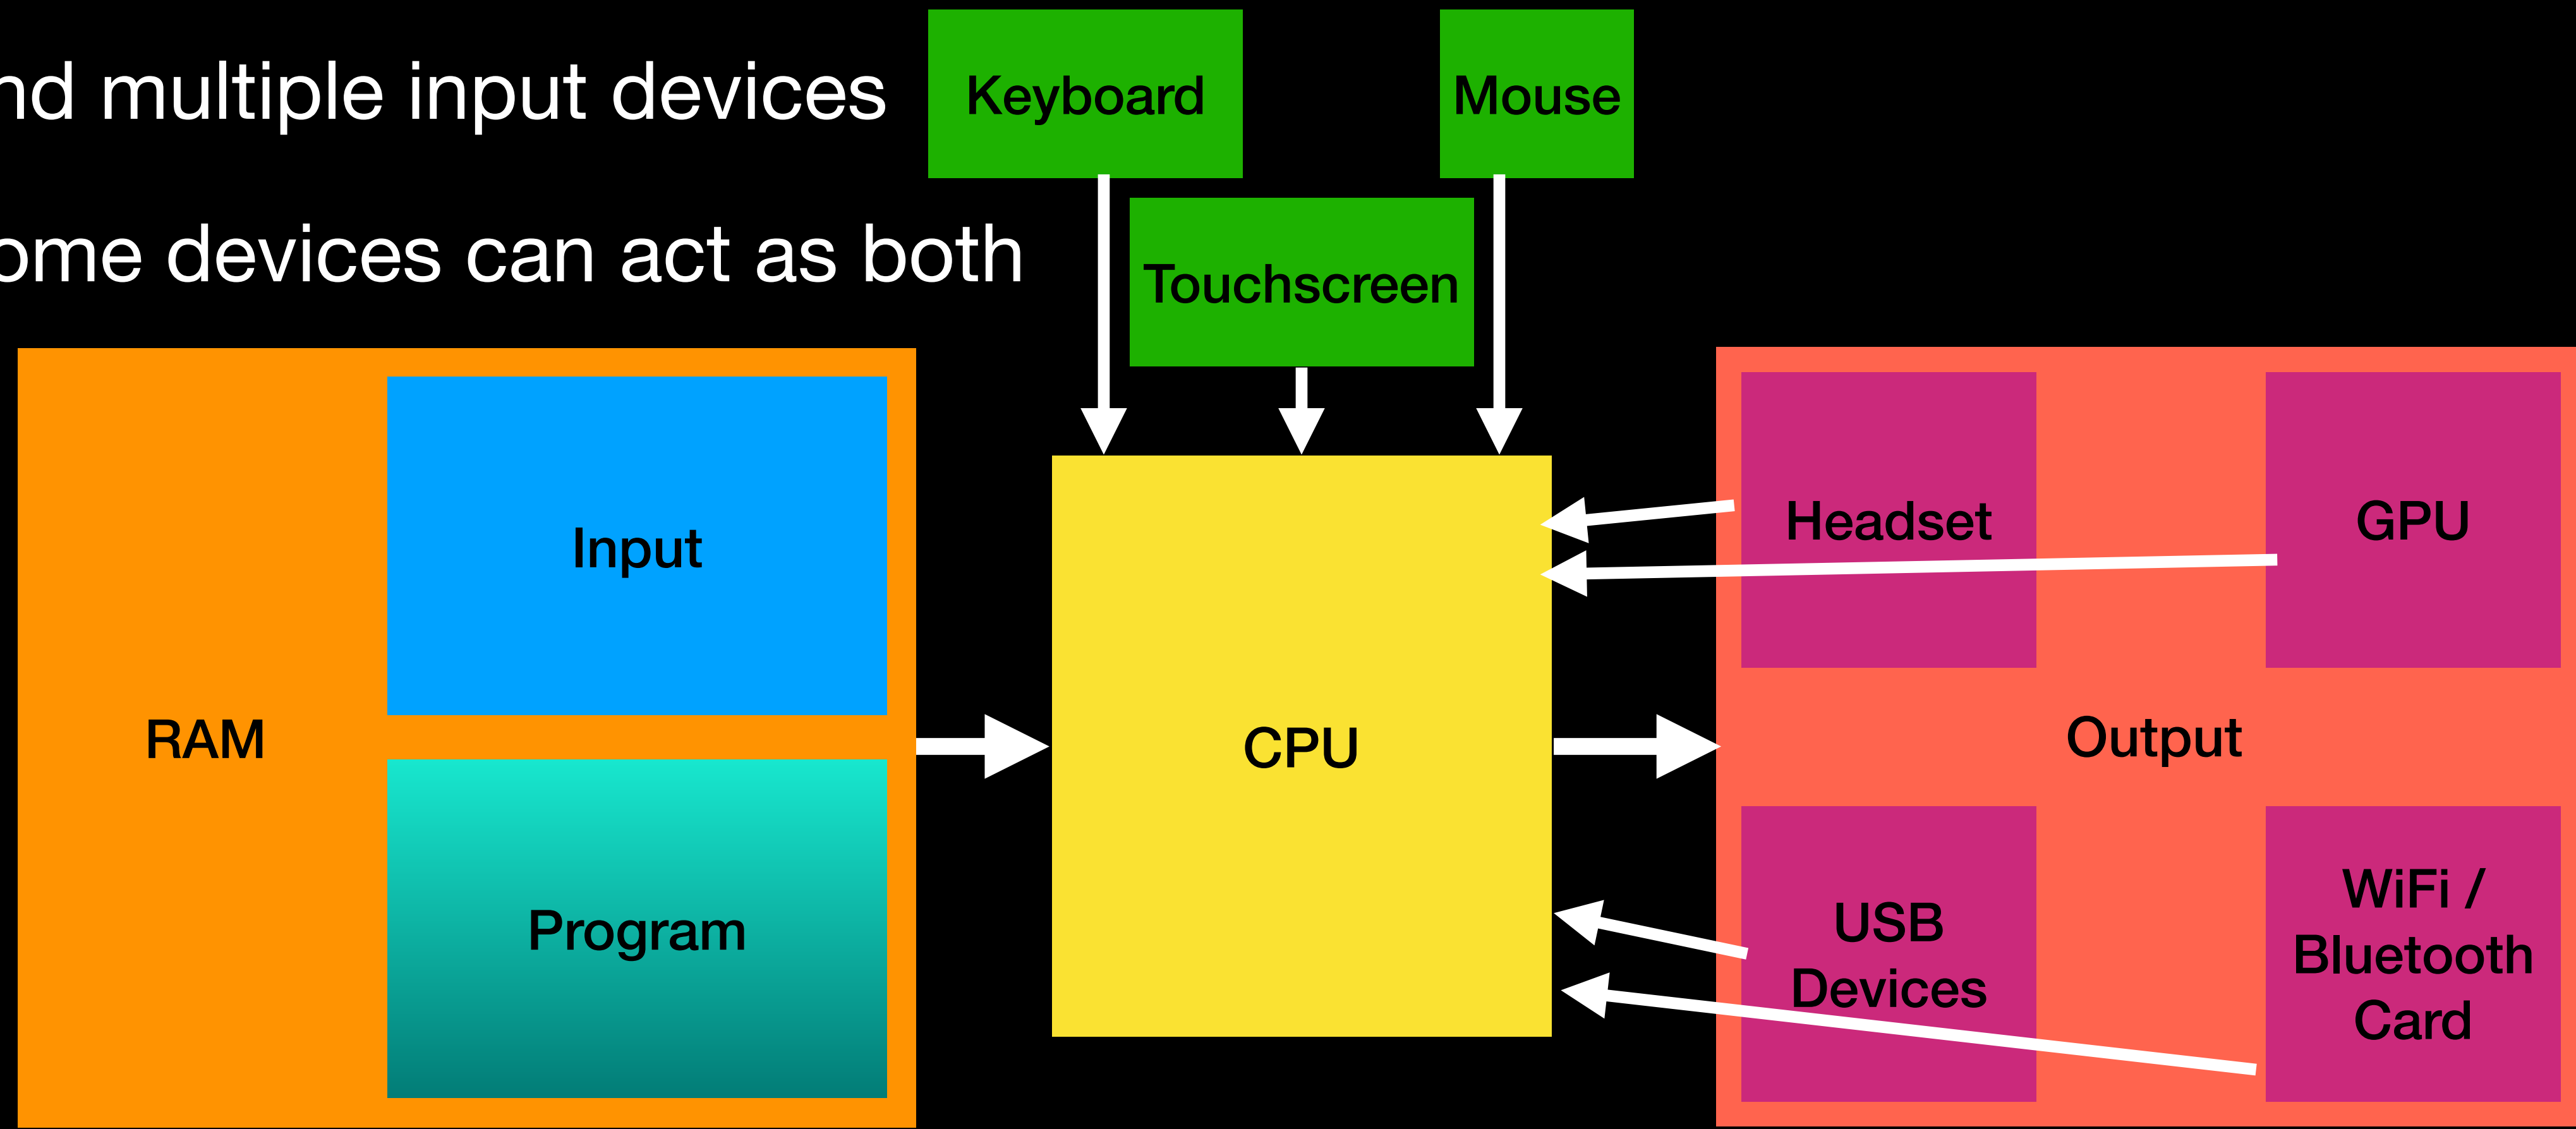 nd multiple input devices
Keyboard
Mouse
ome devices can act as both
Touchscreen
Input
Headset
GPU
RAM
CPU
Output
Program
USB
Devices
WiFi /
Bluetooth
Card